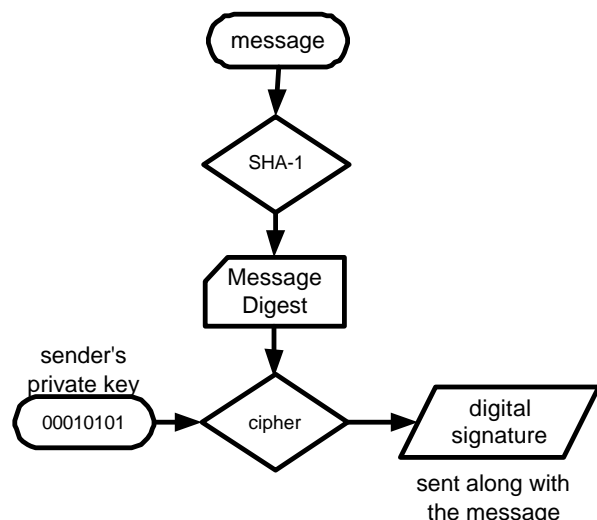 message
SHA-1
Message
Digest
sender's
private key
00010101
cipher
digital
signature
sent along with
the message